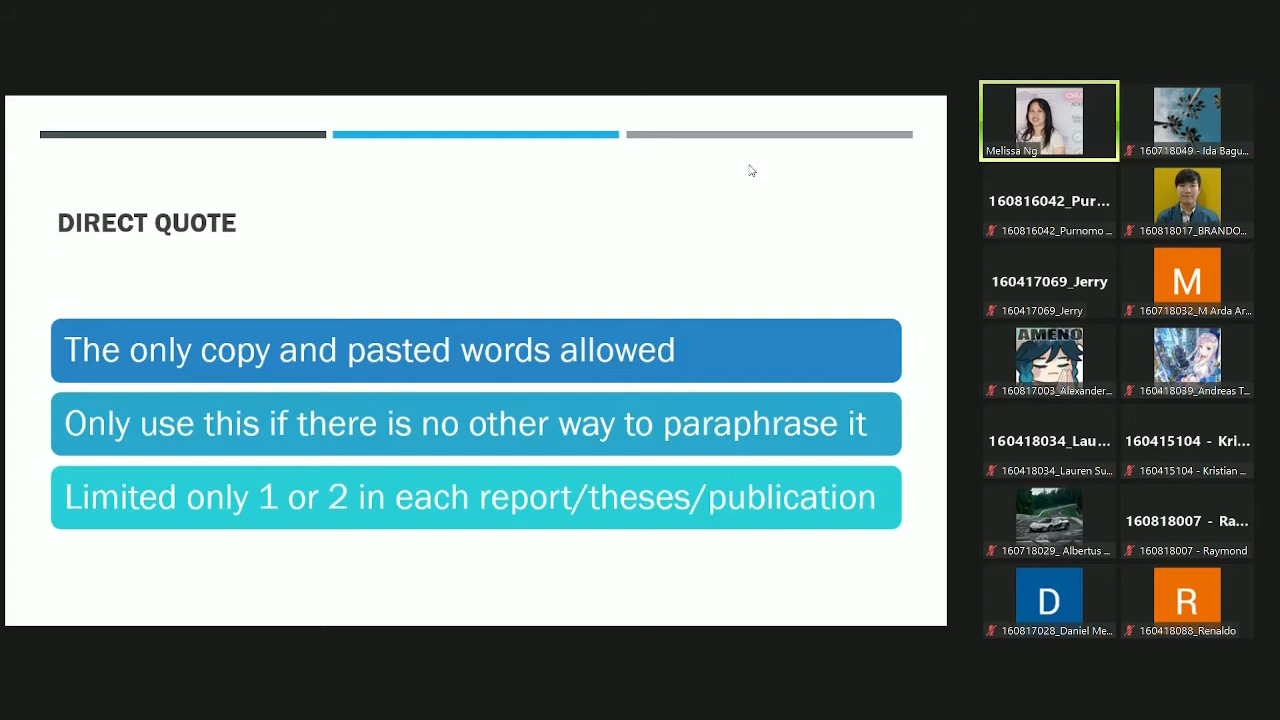 DIRECT QUOTE
The only copy and pasted words allowed
Only use this if there is no other way to paraphrase it
Limited only 1 or 2 in each report/theses/publication
Melissa Ng
160718049 - Ida Bagu...
160816042_Pur...
160816042_Purnomo ...
160818017_BRANDO...
160417069_Jerry
160417069_Jerry
M
160718032_M Arda Ar...
AMENO
160817003_Alexander...
160418039_Andreas T...
160418034_Lau...
160418034_Lauren Su...
160415104 - Kri...
160415104 - Kristian ...
160718029_ Albertus ...
160818007 - Ra...
160818007 - Raymond
D
160817028_Daniel Me...
R
160418088_Renaldo